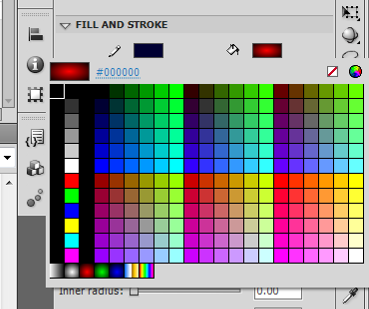 FILL AND STROKE
#000000
Inner radius:
0.00